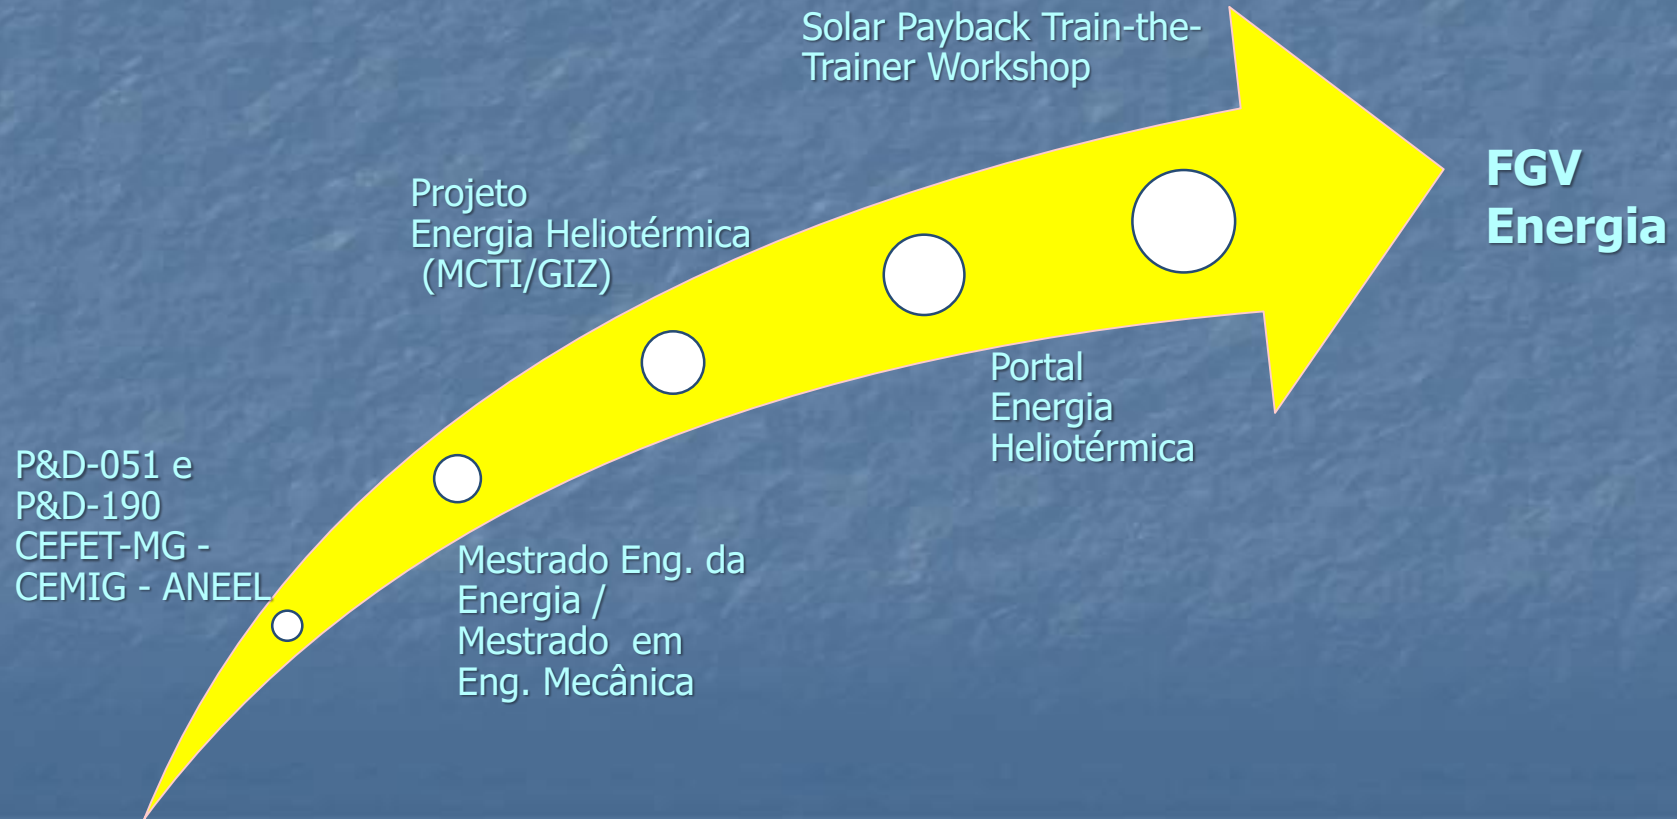 Solar Payback Train-the-
Trainer Workshop
FGV
Energia
Projeto
Energia Heliotérmica
(MCTI/GIZ)
Portal
Energia
Heliotérmica
P&D-051 e
P&D-190
CEFET-MG -
CEMIG - ANEEL
Mestrado Eng. da
Energia /
Mestrado em
Eng. Mecânica